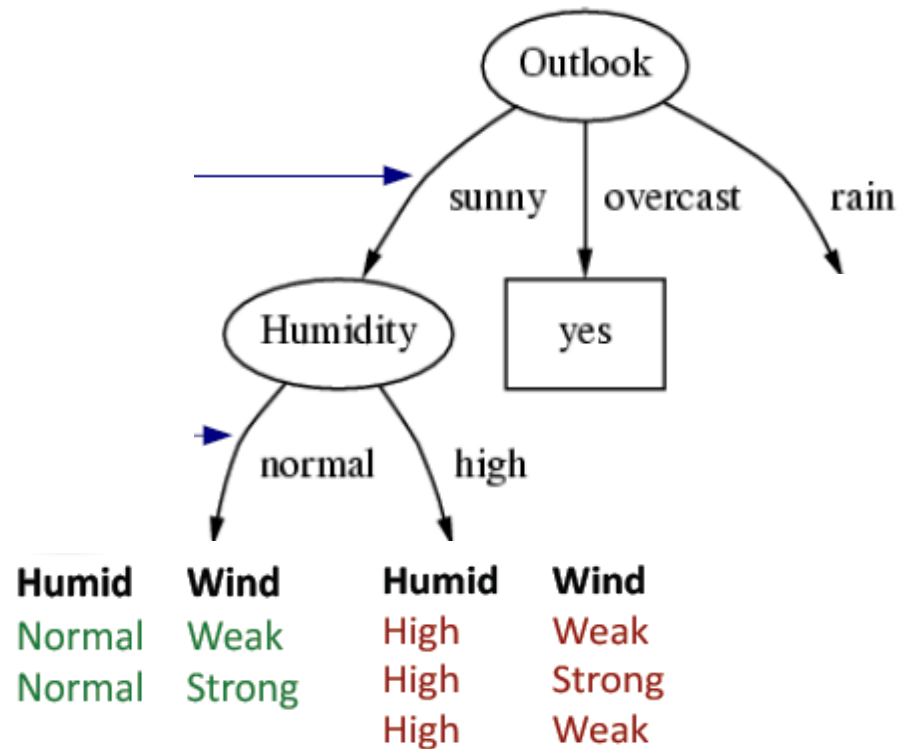 Outlook
sunny overcast rain
Humidity yes
normal high
Humid Wind Humid Wind
Normal Weak High Weak
Normal Strong High Strong
High Weak